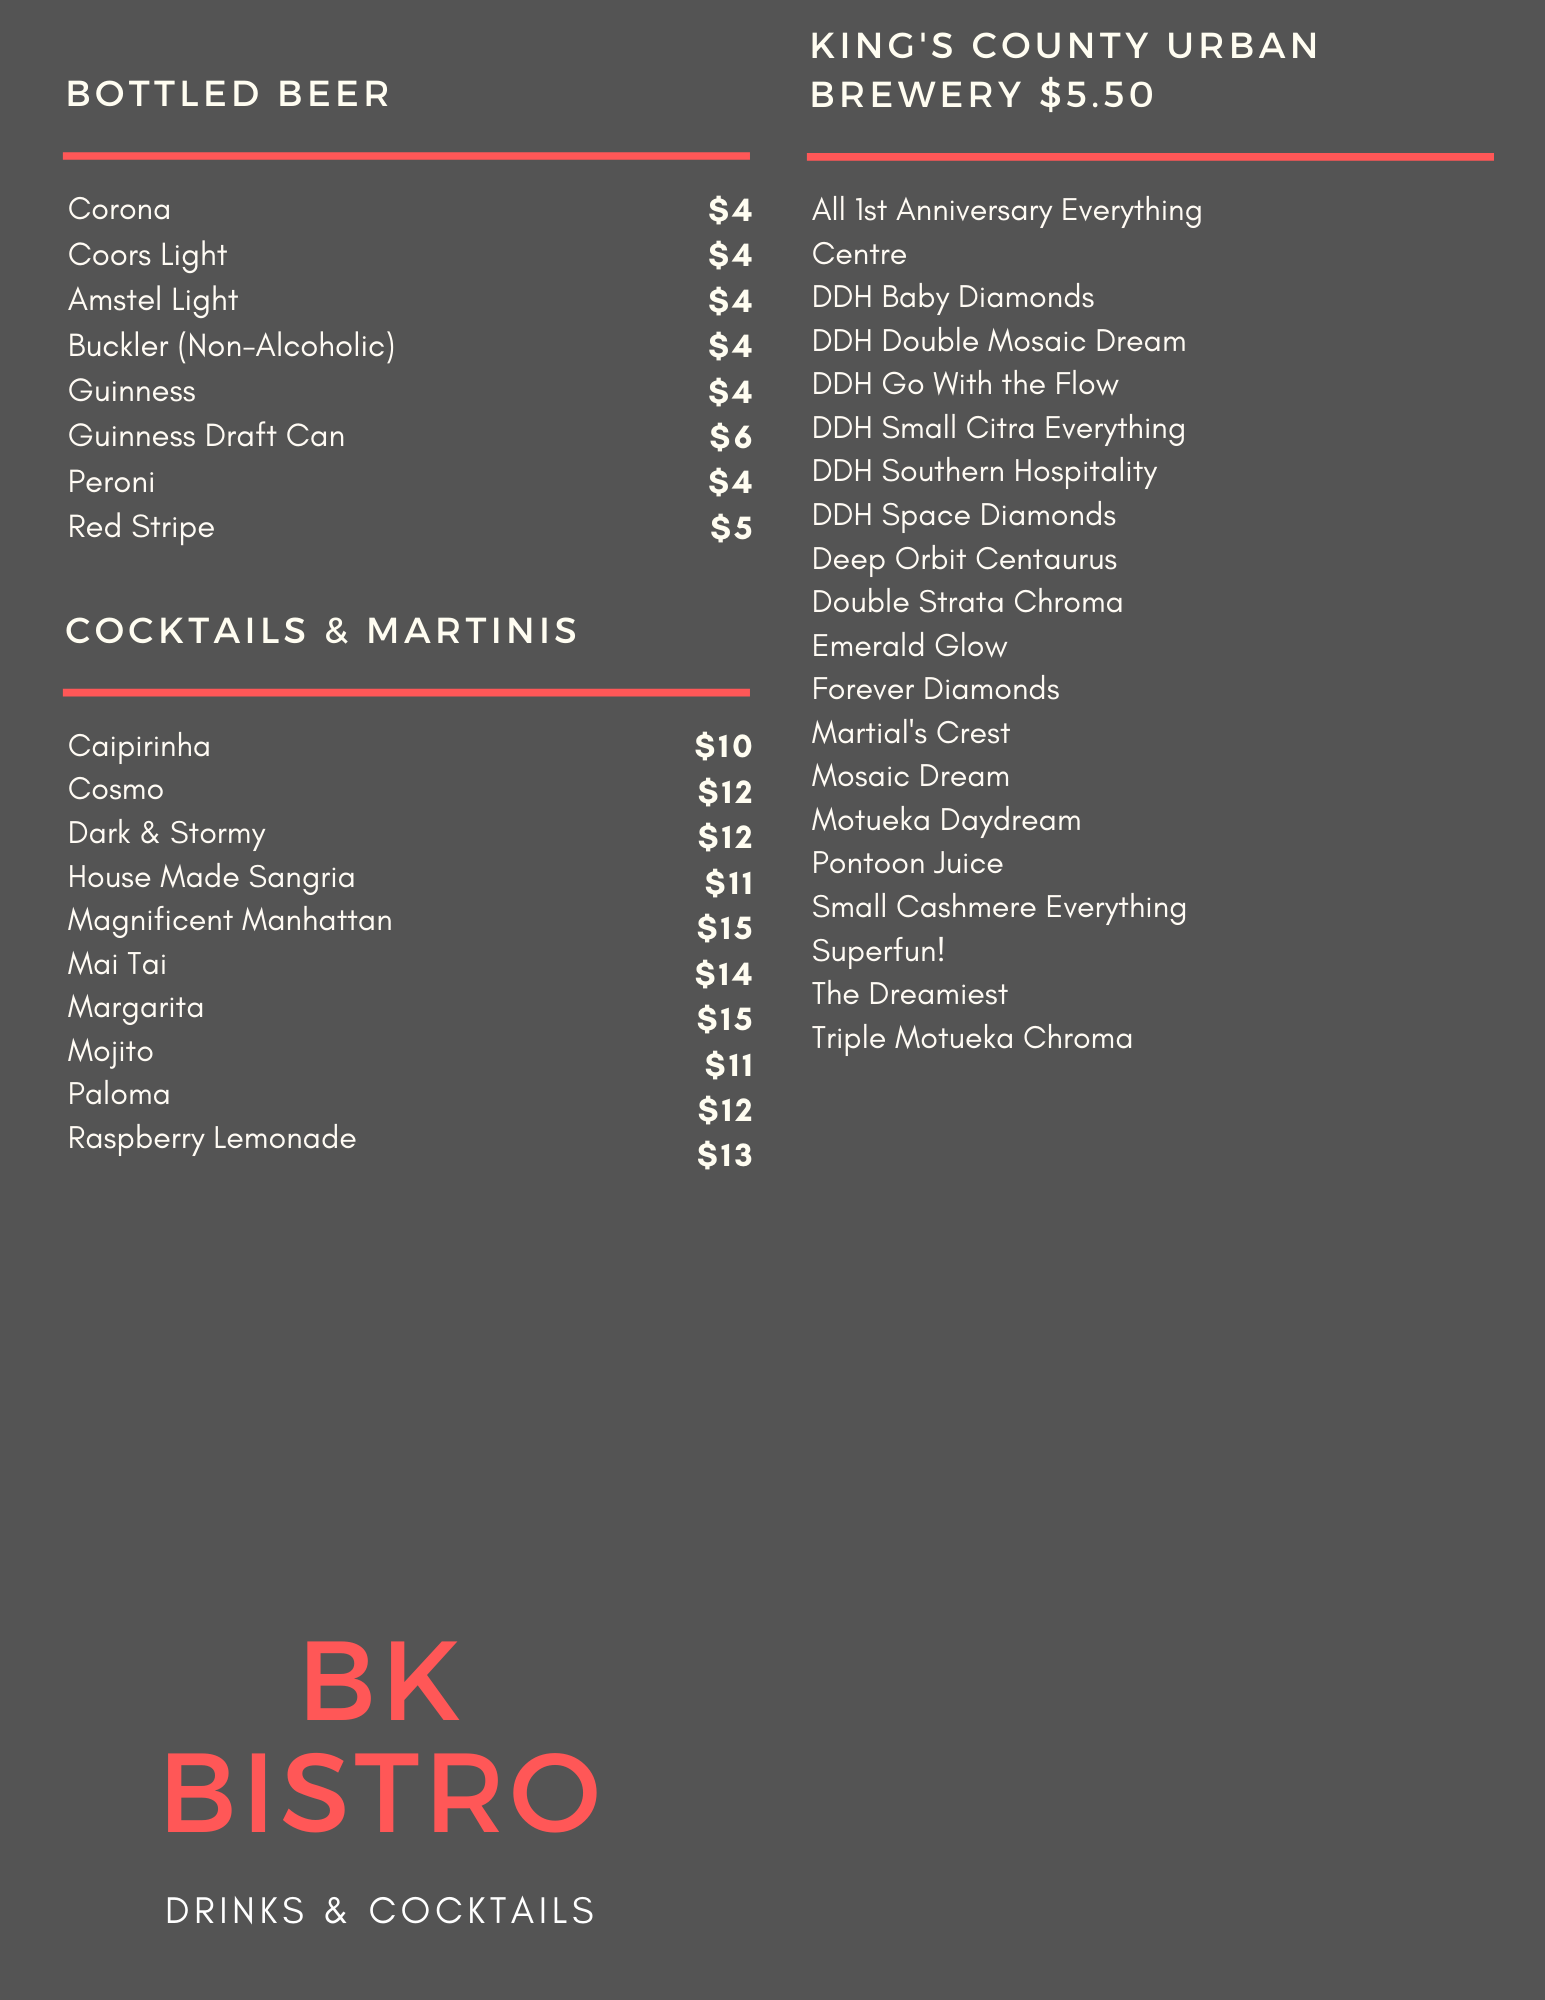 BOTTLED BEER
Corona $4
Coors Light $4
Amstel Light $4
Buckler (Non-Alcoholic) $4
Guinness $4
Guinness Draft Can $6
Peroni $4
Red Stripe $5
COCKTAILS & MARTINIS
Caipirinha $10
Cosmo $12
Dark & Stormy $12
House Made Sangria $11
Magnificent Manhattan $15
Mai Tai $14
Margarita $15
Mojito $11
Paloma $12
Raspberry Lemonade $13
KING'S COUNTY URBAN
BREWERY $5.50
All 1st Anniversary Everything
Centre
DDH Baby Diamonds
DDH Double Mosaic Dream
DDH Go With the Flow
DDH Small Citra Everything
DDH Southern Hospitality
DDH Space Diamonds
Deep Orbit Centaurus
Double Strata Chroma
Emerald Glow
Forever Diamonds
Martial's Crest
Mosaic Dream
Motueka Daydream
Pontoon Juice
Small Cashmere Everything
Superfun!
The Dreamiest
Triple Motueka Chroma
BK
BISTRO
DRINKS & COCKTAILS